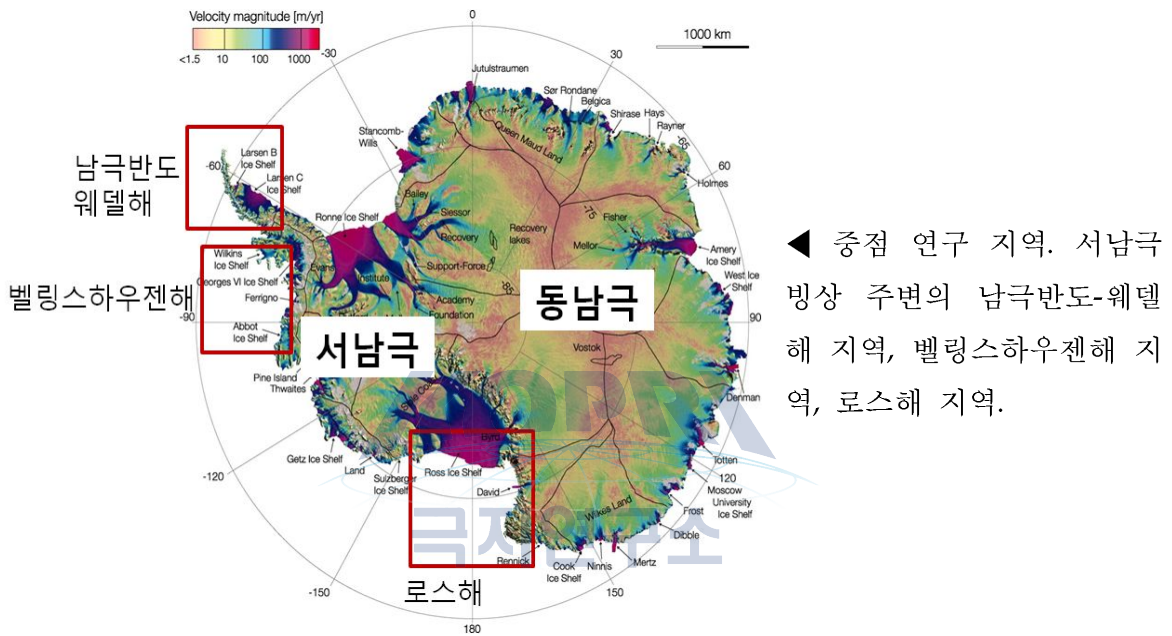 Velocity magnitude [m/yr]
<1.5 10 100 1000
0
1000 km
-30
30
Jutulstraumen
Sør Rondane
Belgica
Shirase
Hays
Rayner
Stancomb-
Wills
Queen Maud Land
-65
남극반도
웨델해
-60
Larsen B
Ice Shelf
Larsen C
Ice Shelf
60
Holmes
Bailey
-75
Ronne Ice Shelf
Slessor
Fisher
Recovery
Recovery
lakes
Mellor
Amery
Ice Shelf
Wilkins
Ice Shelf
Evans
Institute
Support-Force
West Ice
Shelf
Georges VI Ice Shelf
-85
벨링스하우젠해
Ferrigno
Academy
동남극
Foundation
-90
90
Abbot
Ice Shelf
서남극
Vostok
Pine Island
Thwaites
Denman
Byrd
Getz Ice Shelf
Land
Sulzberger
Ice Shelf
Ross Ice Shelf
Totten
-120
120
David
Moscow
University
Ice Shelf
Wilkes Land
Frost
Dibble
극지연구소
Rennick
Cook
Ice Shelf
Ninnis
Mertz
로스해
-150
150
180
◀ 중점 연구 지역. 서남극
빙상 주변의 남극반도-웨델
해 지역, 벨링스하우젠해 지
역, 로스해 지역.